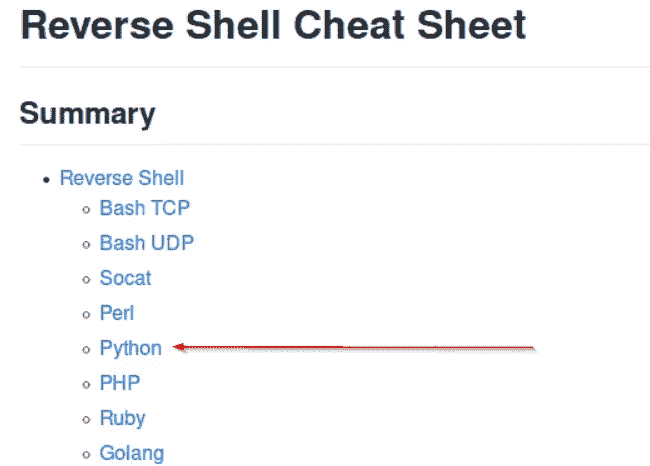 Reverse Shell Cheat Sheet
Summary
Reverse Shell
Bash TCP
Bash UDP
Socat
Perl
Python
PHP
Ruby
Golang